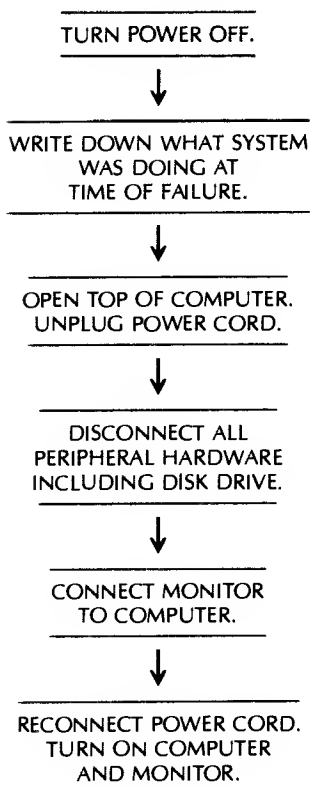 TURN POWER OFF.
WRITE DOWN WHAT SYSTEM
WAS DOING AT
TIME OF FAILURE.
OPEN TOP OF COMPUTER.
UNPLUG POWER CORD.
DISCONNECT ALL
PERIPHERAL HARDWARE
INCLUDING DISK DRIVE.
CONNECT MONITOR
TO COMPUTER.
RECONNECT POWER CORD.
TURN ON COMPUTER
AND MONITOR.